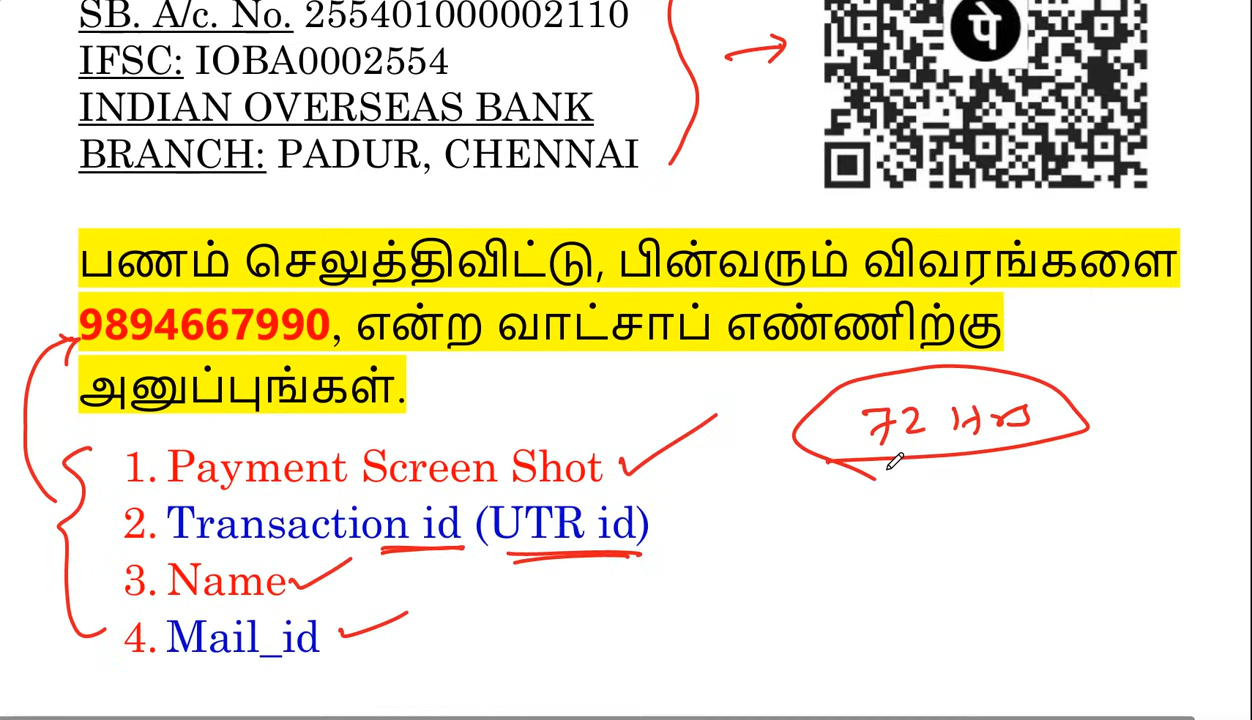 SB. A/c. No. 255401000002110
IFSC: IOBA0002554
INDIAN OVERSEAS BANK
BRANCH: PADUR, CHENNAI
पे
பணம் செலுத்திவிட்டு, பின்வரும் விவரங்களை
9894667990, என்ற வாட்சாப் எண்ணிற்கு
அனுப்புங்கள்.
72 Hrs
1. Payment Screen Shot
2. Transaction id (UTR id)
3. Name
4. Mail_id